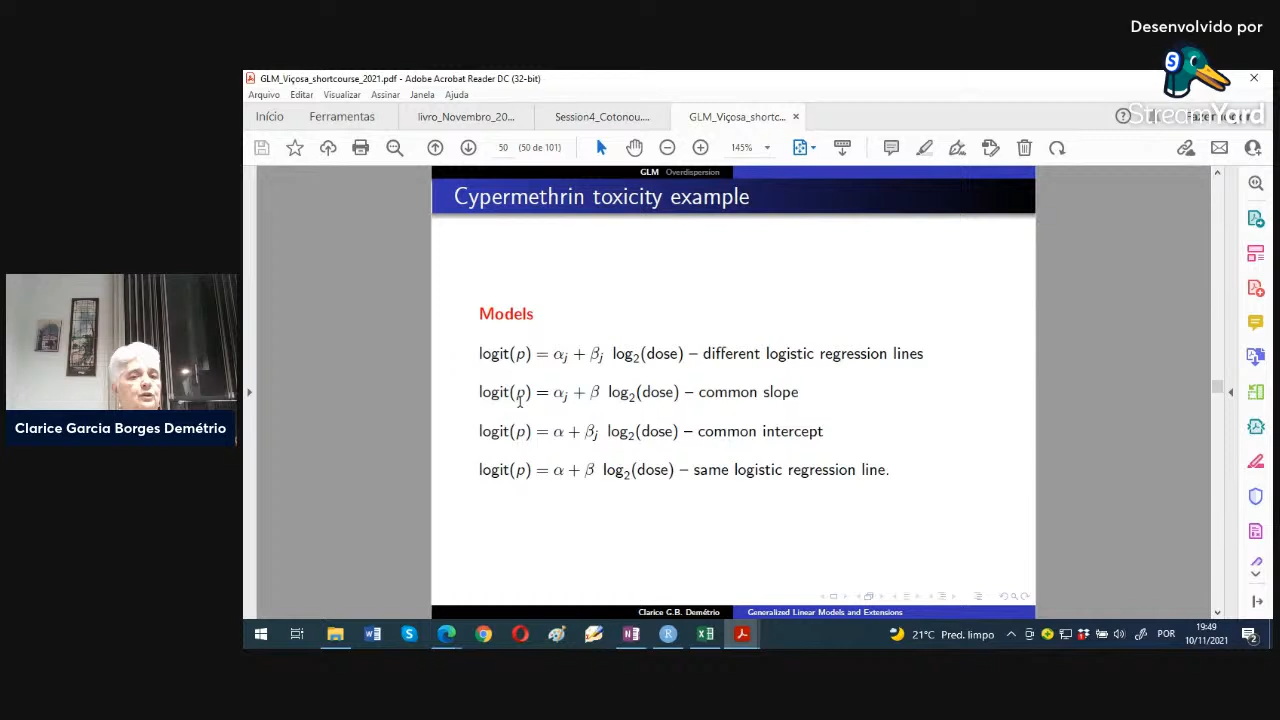 Desenvolvido por
StreamYard
GLM_Viçosa_shortcourse_2021.pdf - Adobe Acrobat Reader DC (32-bit)
Arquivo Editar Visualizar Assinar Janela Ajuda
Início Ferramentas livro_Novembro_20... Session4_Cotonou.... GLM_Viçosa_shortc...
50 (50 de 101) 145%
GLM Overdispersion
Cypermethrin toxicity example
Models
logit(p) = αj + βj log2(dose) – different logistic regression lines
logit(p) = αj + β log2(dose) – common slope
logit(p) = α + βj log2(dose) – common intercept
logit(p) = α + β log2(dose) – same logistic regression line.
Clarice G.B. Demétrio Generalized Linear Models and Extensions
Clarice Garcia Borges Demétrio
21°C Pred. limpo POR 19:49
10/11/2021